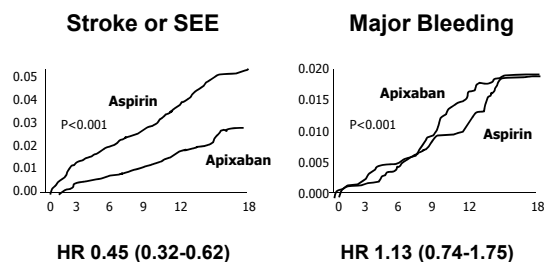 Stroke or SEE
0.05
0.04
0.03
0.02
0.01
0.00
Aspirin
P<0.001
Apixaban
0 3 6 9 12 18
HR 0.45 (0.32-0.62)
Major Bleeding
0.020
0.015
0.010
0.005
0.000
Apixaban
P<0.001
Aspirin
0 3 6 9 12 18
HR 1.13 (0.74-1.75)